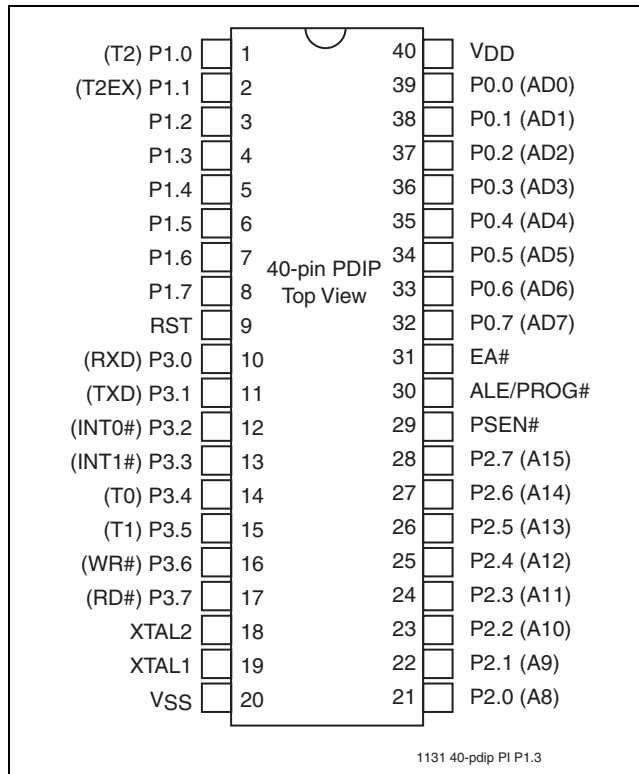 (T2) P1.0 1 40 VDD
(T2EX) P1.1 2 39 P0.0 (AD0)
P1.2 3 38 P0.1 (AD1)
P1.3 4 37 P0.2 (AD2)
P1.4 5 36 P0.3 (AD3)
P1.5 6 35 P0.4 (AD4)
P1.6 7 34 P0.5 (AD5)
40-pin PDIP
Top View
P1.7 8 33 P0.6 (AD6)
RST 9 32 P0.7 (AD7)
(RXD) P3.0 10 31 EA#
(TXD) P3.1 11 30 ALE/PROG#
(INT0#) P3.2 12 29 PSEN#
(INT1#) P3.3 13 28 P2.7 (A15)
(T0) P3.4 14 27 P2.6 (A14)
(T1) P3.5 15 26 P2.5 (A13)
(WR#) P3.6 16 25 P2.4 (A12)
(RD#) P3.7 17 24 P2.3 (A11)
XTAL2 18 23 P2.2 (A10)
XTAL1 19 22 P2.1 (A9)
VSS 20 21 P2.0 (A8)
1131 40-pdip PI P1.3